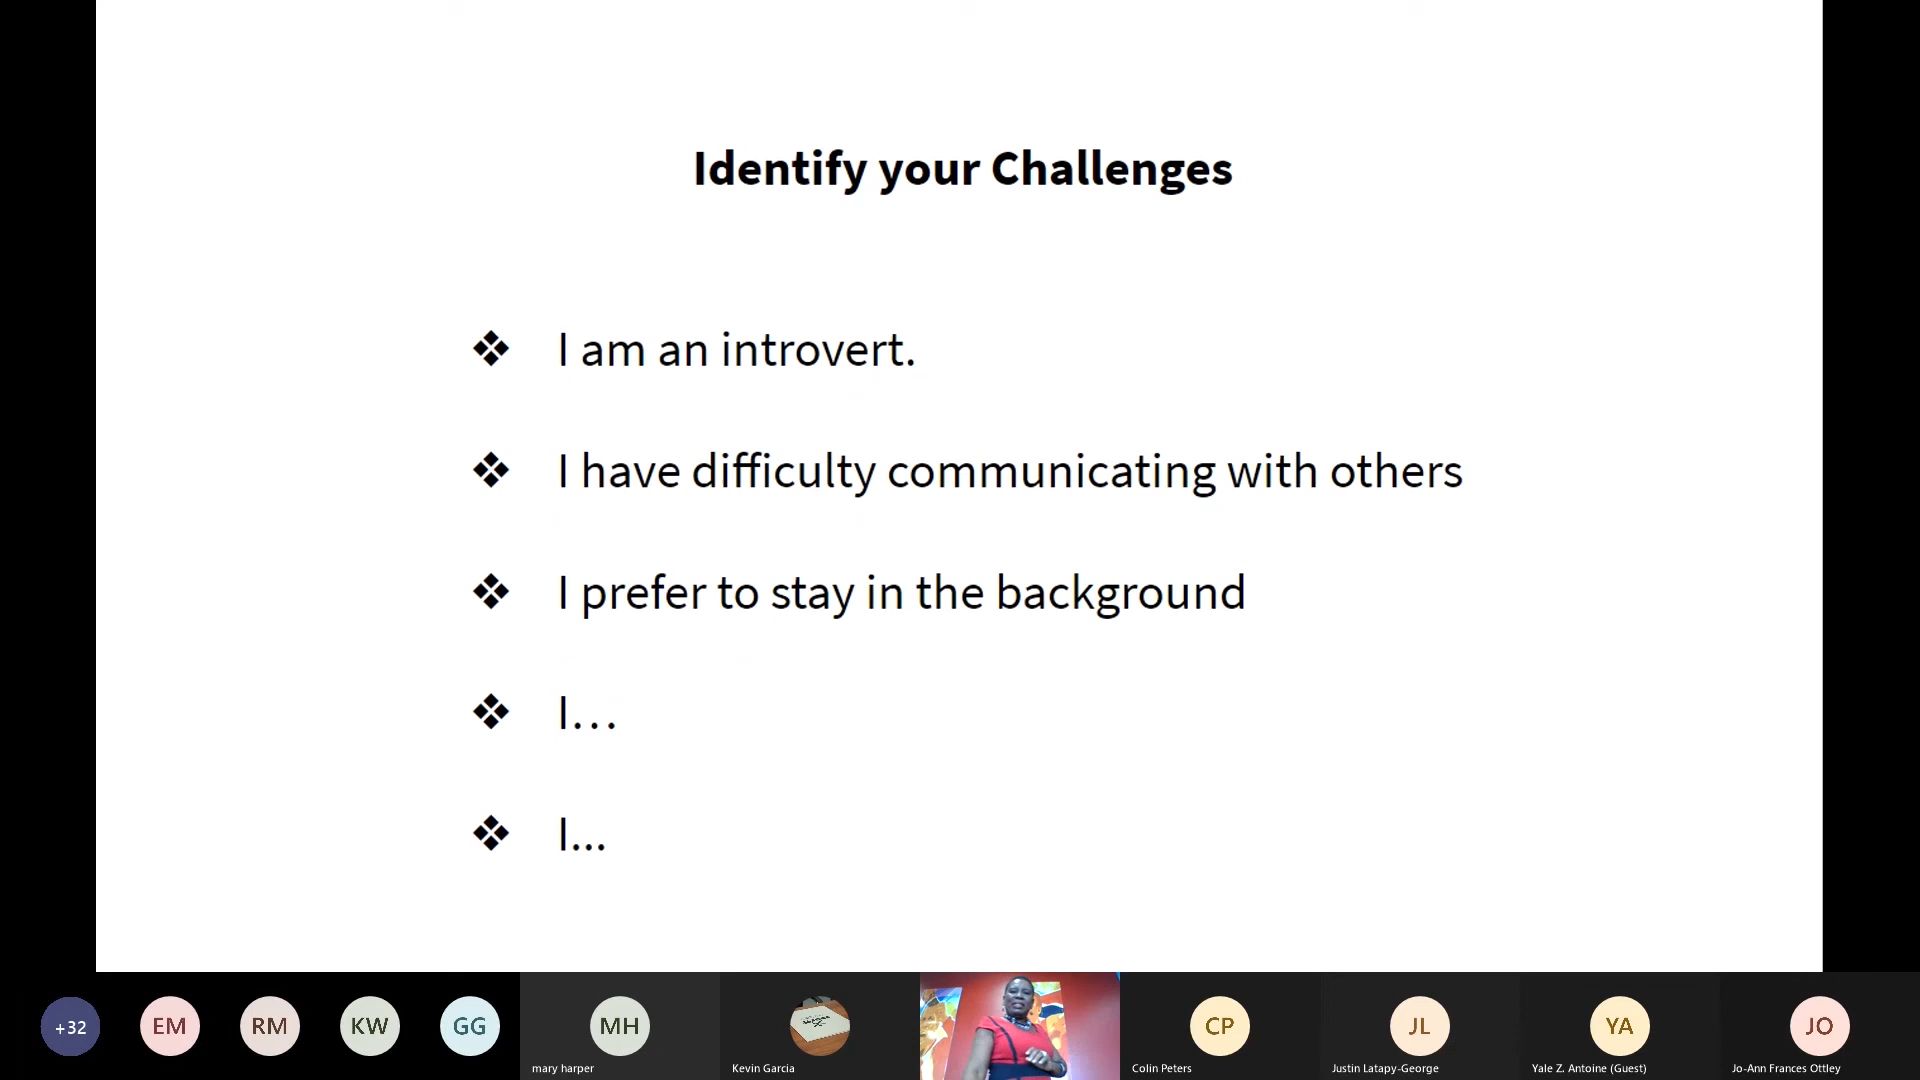 Identify your Challenges
❖ I am an introvert.
❖ I have difficulty communicating with others
❖ I prefer to stay in the background
❖ I…
❖ I...
+32
EM
RM
KW
GG
MH
CP
JL
YA
JO
mary harper
Kevin Garcia
Colin Peters
Justin Latapy-George
Yale Z. Antoine (Guest)
Jo-Ann Frances Ottley